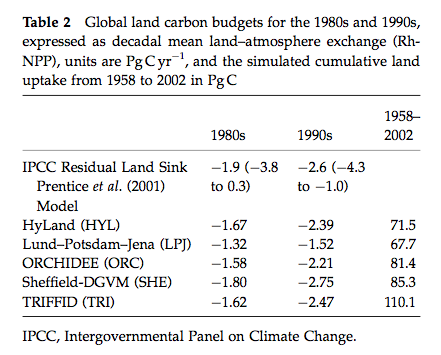 Table 2 Global land carbon budgets for the 1980s and 1990s,
expressed as decadal mean land–atmosphere exchange (Rh-
NPP), units are Pg C yr⁻¹, and the simulated cumulative land
uptake from 1958 to 2002 in Pg C
1958–
1980s 1990s 2002
IPCC Residual Land Sink −1.9 (−3.8 −2.6 (−4.3
Prentice et al. (2001) to 0.3) to −1.0)
Model
HyLand (HYL) −1.67 −2.39 71.5
Lund–Potsdam–Jena (LPJ) −1.32 −1.52 67.7
ORCHIDEE (ORC) −1.58 −2.21 81.4
Sheffield-DGVM (SHE) −1.80 −2.75 85.3
TRIFFID (TRI) −1.62 −2.47 110.1
IPCC, Intergovernmental Panel on Climate Change.